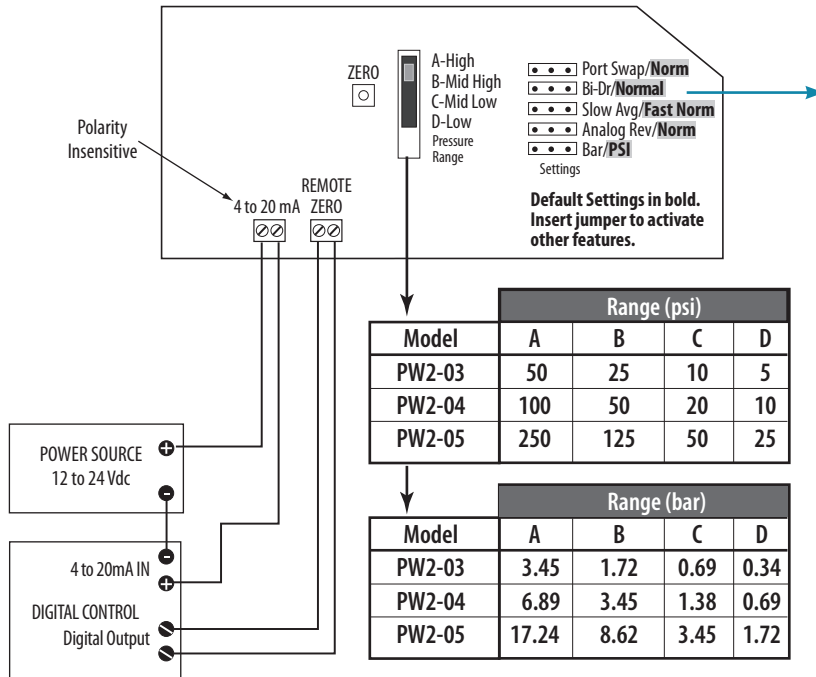 ZERO
A-High
B-Mid High
C-Mid Low
D-Low
Pressure
Range
Port Swap/Norm
Bi-Dr/Normal
Slow Avg/Fast Norm
Analog Rev/Norm
Bar/PSI
Settings
Default Settings in bold.
Insert jumper to activate
other features.
Polarity
Insensitive
4 to 20 mA
REMOTE
ZERO
Range (psi)
Model A B C D
PW2-03 50 25 10 5
PW2-04 100 50 20 10
PW2-05 250 125 50 25
Range (bar)
Model A B C D
PW2-03 3.45 1.72 0.69 0.34
PW2-04 6.89 3.45 1.38 0.69
PW2-05 17.24 8.62 3.45 1.72
POWER SOURCE
12 to 24 Vdc
+
-
-
4 to 20mA IN
+
DIGITAL CONTROL
Digital Output